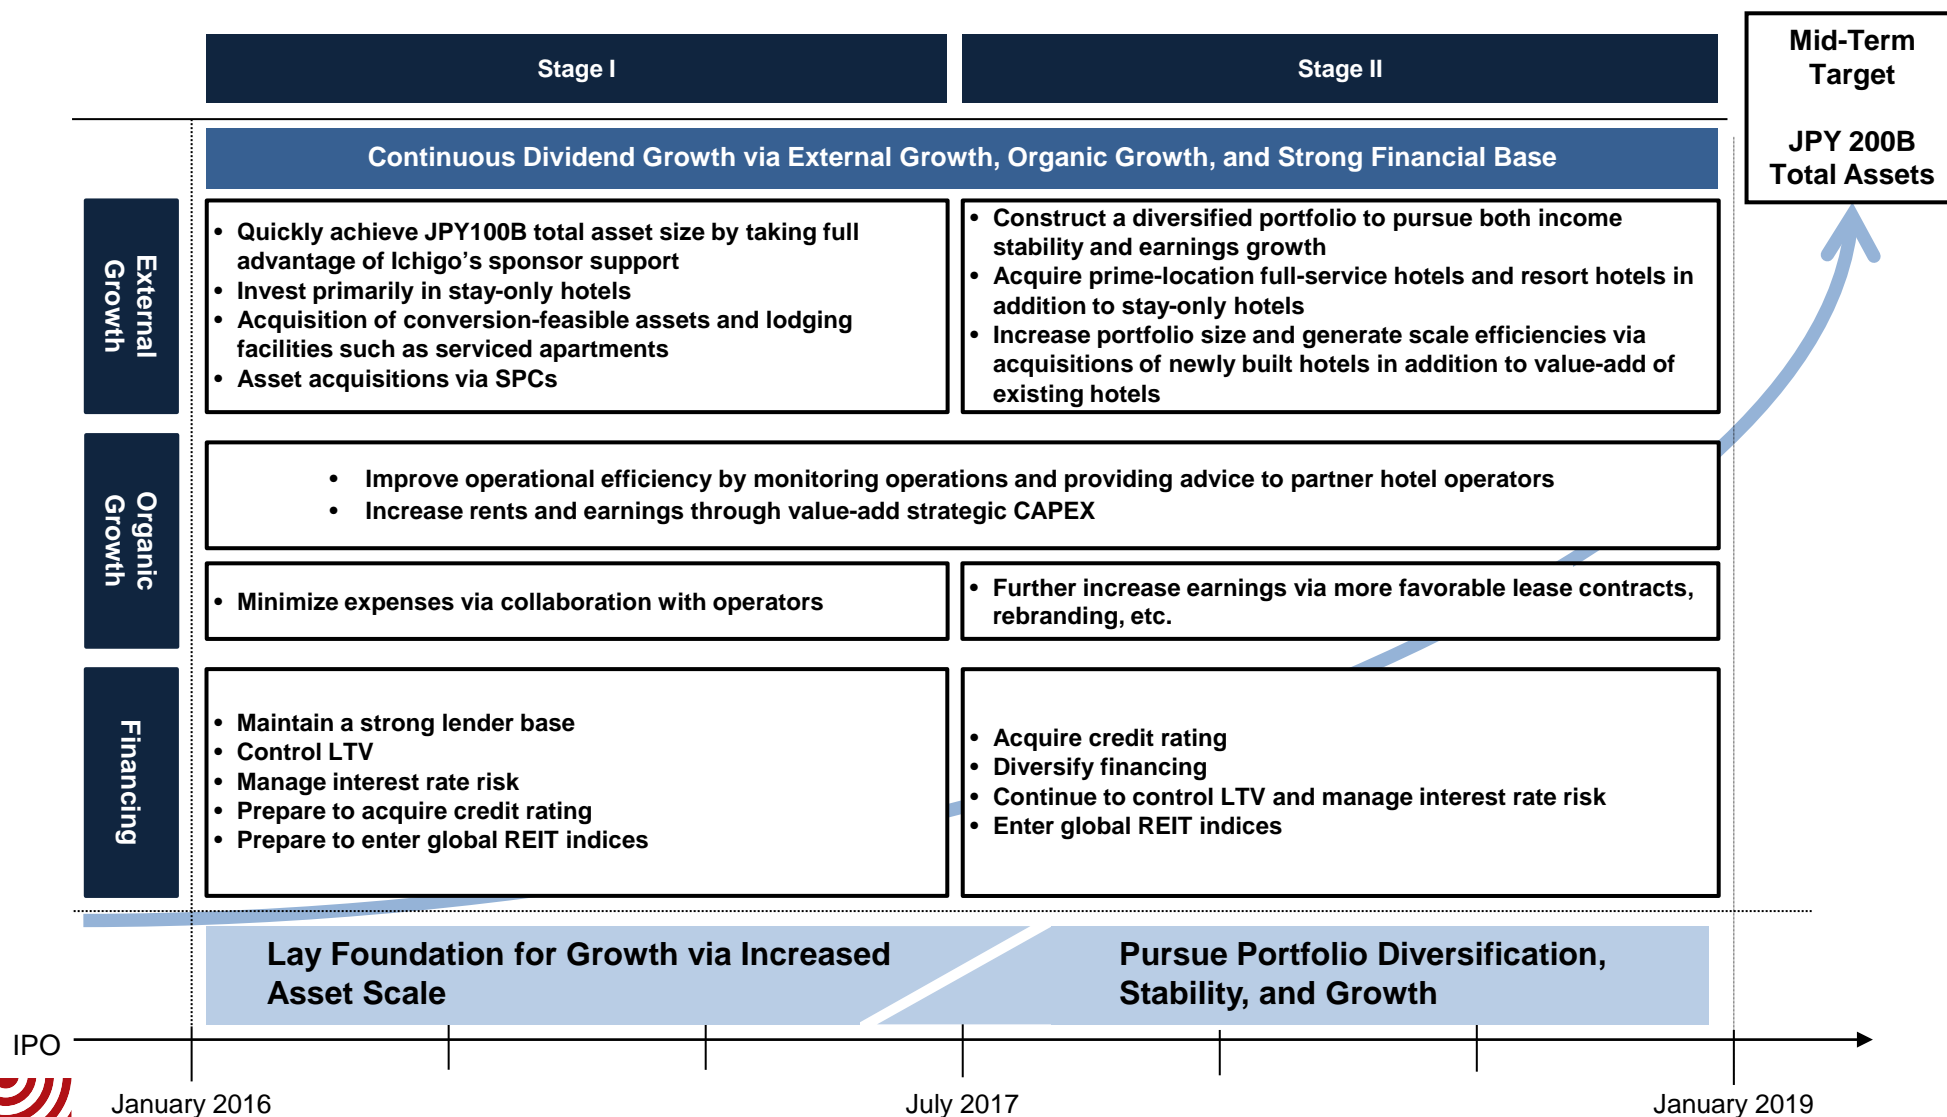 Stage I
Stage II
Mid-Term
Target
JPY 200B
Total Assets
Continuous Dividend Growth via External Growth, Organic Growth, and Strong Financial Base
External
Growth
• Quickly achieve JPY100B total asset size by taking full
advantage of Ichigo's sponsor support
• Invest primarily in stay-only hotels
• Acquisition of conversion-feasible assets and lodging
facilities such as serviced apartments
• Asset acquisitions via SPCs
• Construct a diversified portfolio to pursue both income
stability and earnings growth
• Acquire prime-location full-service hotels and resort hotels in
addition to stay-only hotels
• Increase portfolio size and generate scale efficiencies via
acquisitions of newly built hotels in addition to value-add of
existing hotels
Organic
Growth
• Improve operational efficiency by monitoring operations and providing advice to partner hotel operators
• Increase rents and earnings through value-add strategic CAPEX
• Minimize expenses via collaboration with operators
• Further increase earnings via more favorable lease contracts,
rebranding, etc.
Financing
• Maintain a strong lender base
• Control LTV
• Manage interest rate risk
• Prepare to acquire credit rating
• Prepare to enter global REIT indices
• Acquire credit rating
• Diversify financing
• Continue to control LTV and manage interest rate risk
• Enter global REIT indices
Lay Foundation for Growth via Increased
Asset Scale
Pursue Portfolio Diversification,
Stability, and Growth
IPO
January 2016
July 2017
January 2019